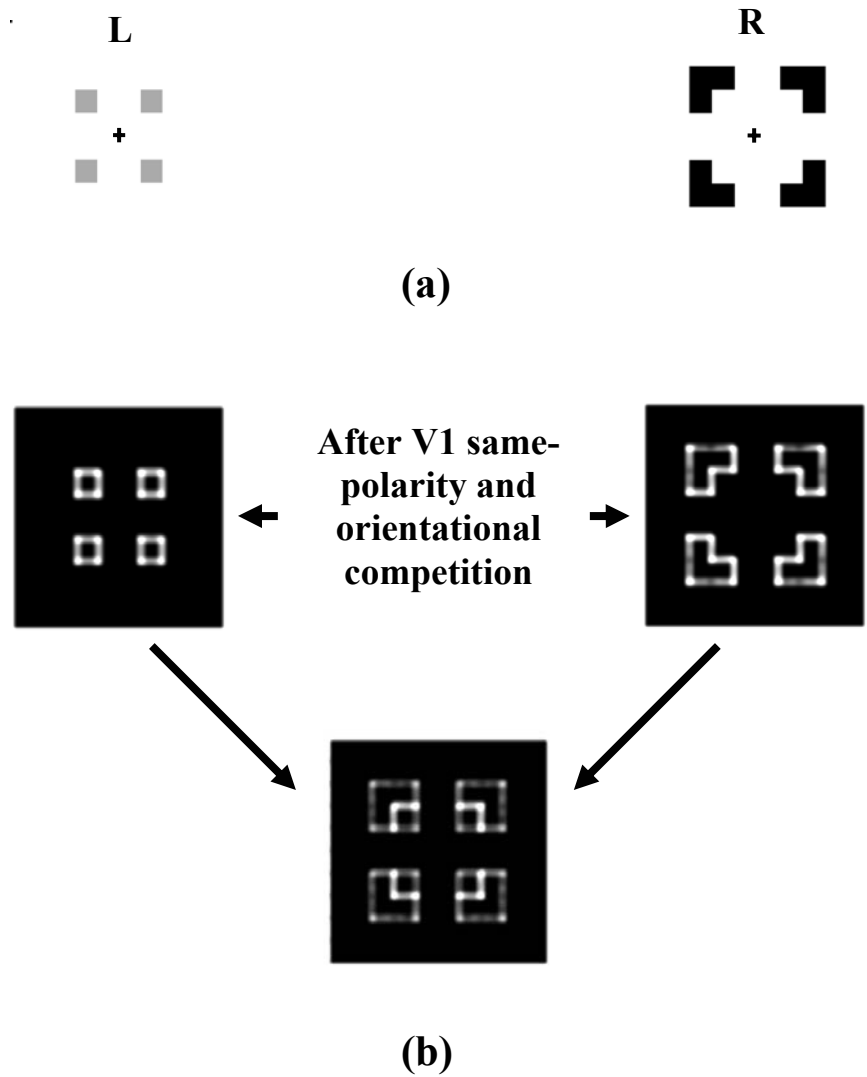 L
R
(a)
After V1 same-
polarity and
orientational
competition
(b)